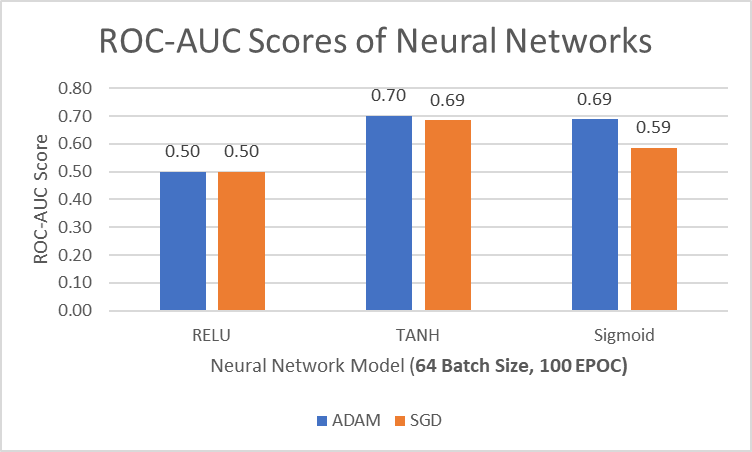 ROC-AUC Scores of Neural Networks
ROC-AUC Score
0.80
0.70
0.60
0.50
0.40
0.30
0.20
0.10
0.00
0.50 0.50 0.70 0.69 0.69 0.59
RELU TANH Sigmoid
Neural Network Model (64 Batch Size, 100 EPOC)
ADAM SGD